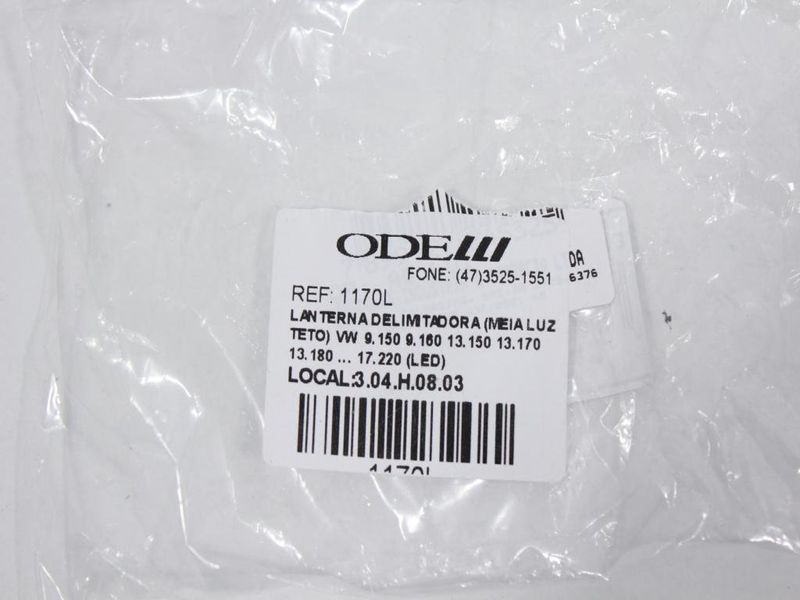 ODE
FONE: (47)3525-1551
REF: 1170L
LANTERNA DELIMITADORA (MEIA LUZ
TETO) VW 9.150 9.160 13.150 13.170
13.180 ... 17.220 (LED)
LOCAL:3.04.H.08.03
1170L
DA
6376